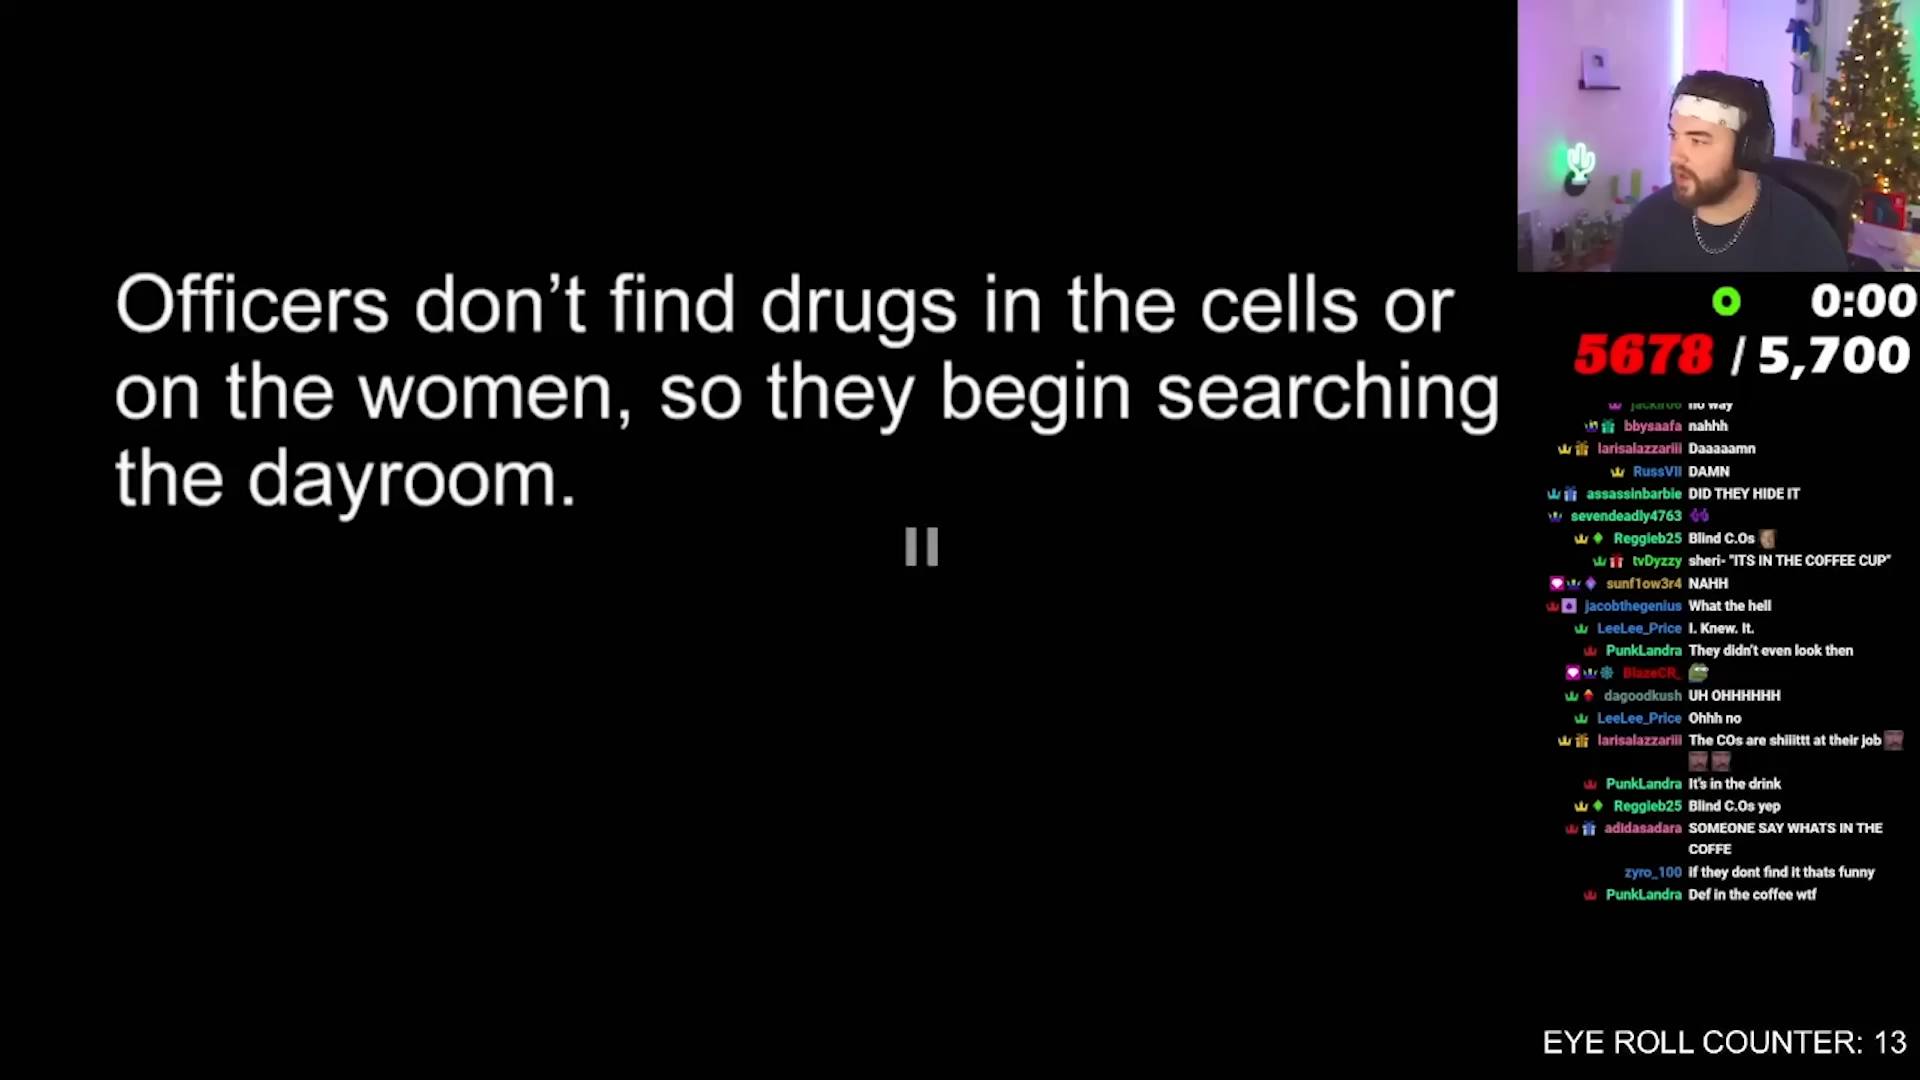 Officers don’t find drugs in the cells or
on the women, so they begin searching
the dayroom.
0:00
5678 / 5,700
no way
bbysaafa nahhh
larisalazzariii Daaaaamn
RussVII DAMN
assassinbarbie DID THEY HIDE IT
sevendeadly4763
Reggieb25 Blind C.Os
tvDyzzy sheri- "ITS IN THE COFFEE CUP"
sunf1ow3r4 NAHH
jacobthegenius What the hell
LeeLee_Price I. Knew. It.
PunkLandra They didn't even look then
BlazeCR_
dagoodkush UH OHHHHHH
LeeLee_Price Ohhh no
larisalazzariii The COs are shiiittt at their job
PunkLandra It's in the drink
Reggieb25 Blind C.Os yep
adidasadara SOMEONE SAY WHATS IN THE
COFFE
zyro_100 if they dont find it thats funny
PunkLandra Def in the coffee wtf
EYE ROLL COUNTER: 13